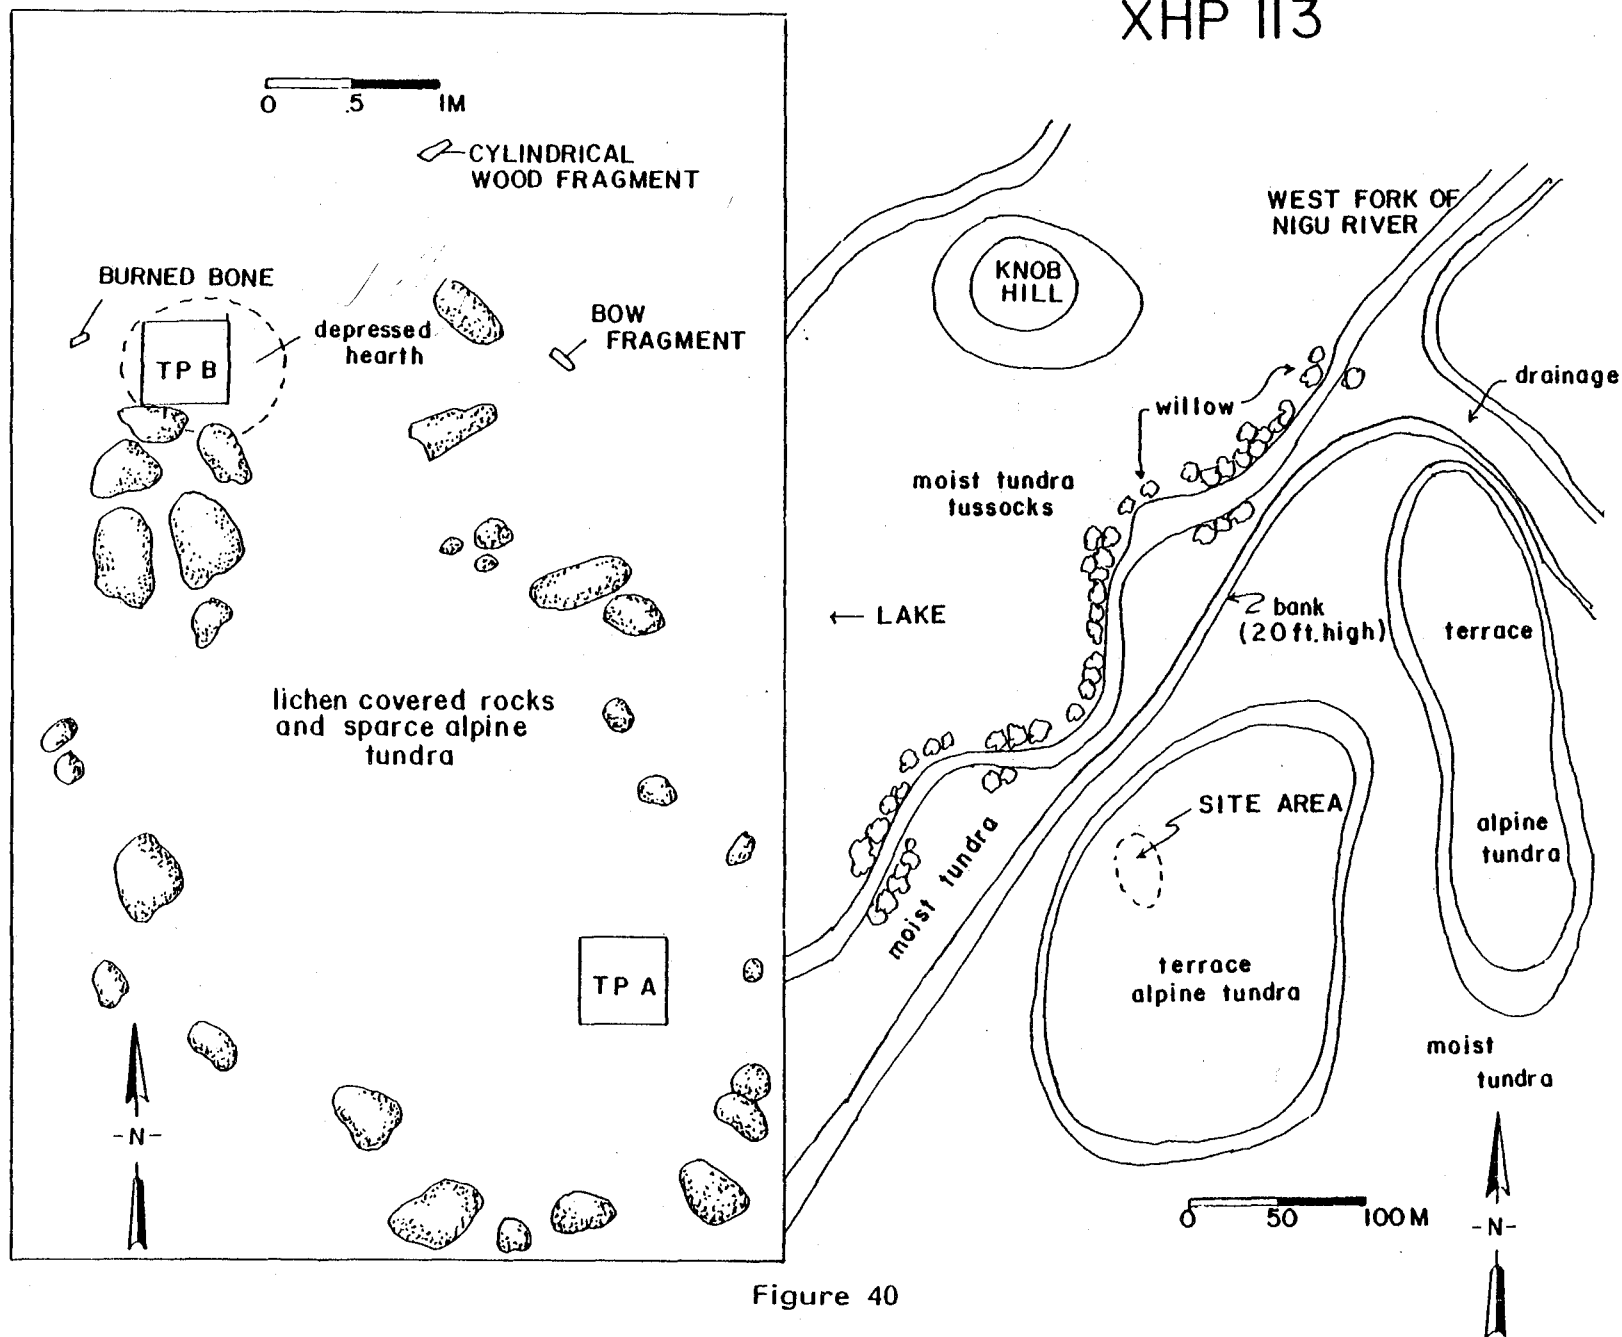 XHP 113
0 .5 1M
CYLINDRICAL
WOOD FRAGMENT
BURNED BONE
TP B
depressed
hearth
BOW
FRAGMENT
lichen covered rocks
and sparce alpine
tundra
TP A
-N-
WEST FORK OF
NIGU RIVER
KNOB
HILL
willow
drainage
moist tundra
tussocks
← LAKE
bank
(20 ft. high)
terrace
SITE AREA
moist tundra
alpine
tundra
terrace
alpine tundra
moist
tundra
0 50 100 M
-N-
Figure 40